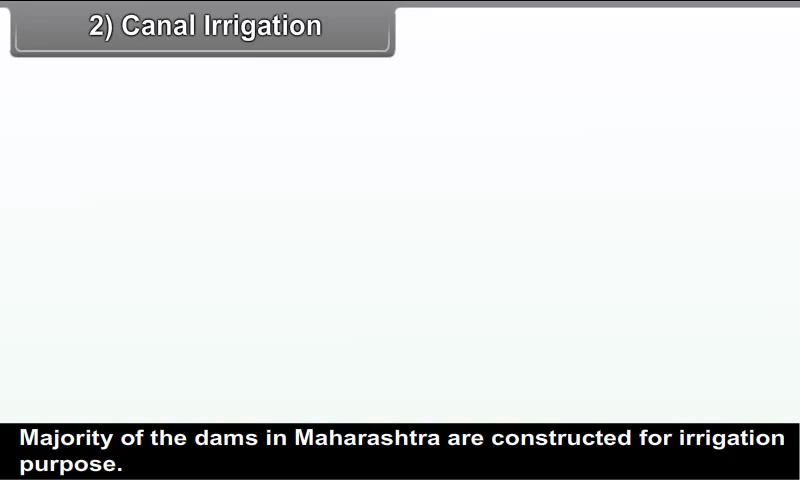 2) Canal Irrigation
Majority of the dams in Maharashtra are constructed for irrigation
purpose.